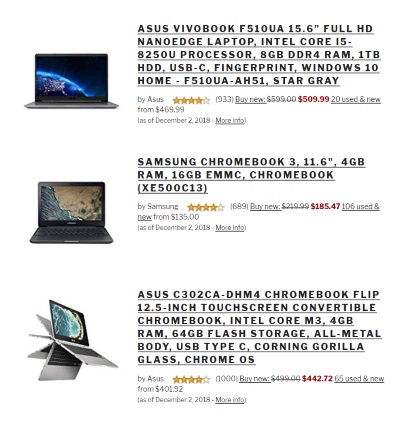 ASUS VIVOBOOK F510UA 15.6” FULL HD
NANOEDGE LAPTOP, INTEL CORE I5-
8250U PROCESSOR, 8GB DDR4 RAM, 1TB
HDD, USB-C, FINGERPRINT, WINDOWS 10
HOME - F510UA-AH51, STAR GRAY
by Asus (933) Buy new: $599.00 $509.99 20 used & new
from $469.99
(as of December 2, 2018 - More info)
SAMSUNG CHROMEBOOK 3, 11.6", 4GB
RAM, 16GB EMMC, CHROMEBOOK
(XE500C13)
by Samsung (689) Buy new: $219.99 $185.47 106 used &
new from $135.00
(as of December 2, 2018 - More info)
ASUS C302CA-DHM4 CHROMEBOOK FLIP
12.5-INCH TOUCHSCREEN CONVERTIBLE
CHROMEBOOK, INTEL CORE M3, 4GB
RAM, 64GB FLASH STORAGE, ALL-METAL
BODY, USB TYPE C, CORNING GORILLA
GLASS, CHROME OS
by Asus (1000) Buy new: $499.00 $442.72 65 used & new
from $401.92
(as of December 2, 2018 - More info)